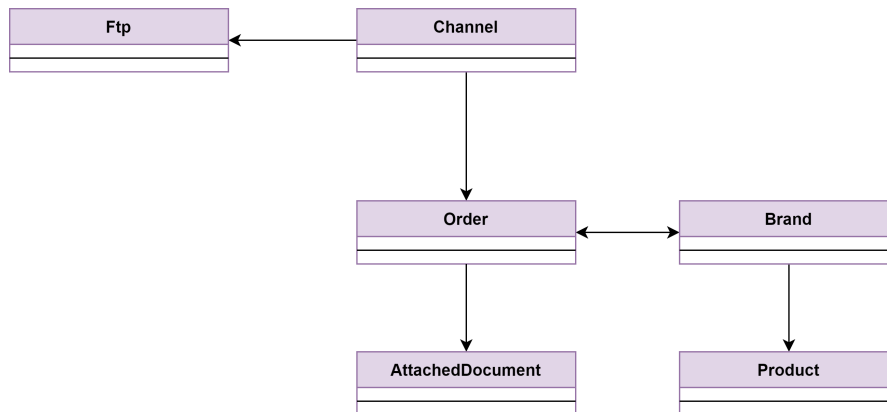 Ftp
Channel
Order
Brand
AttachedDocument
Product